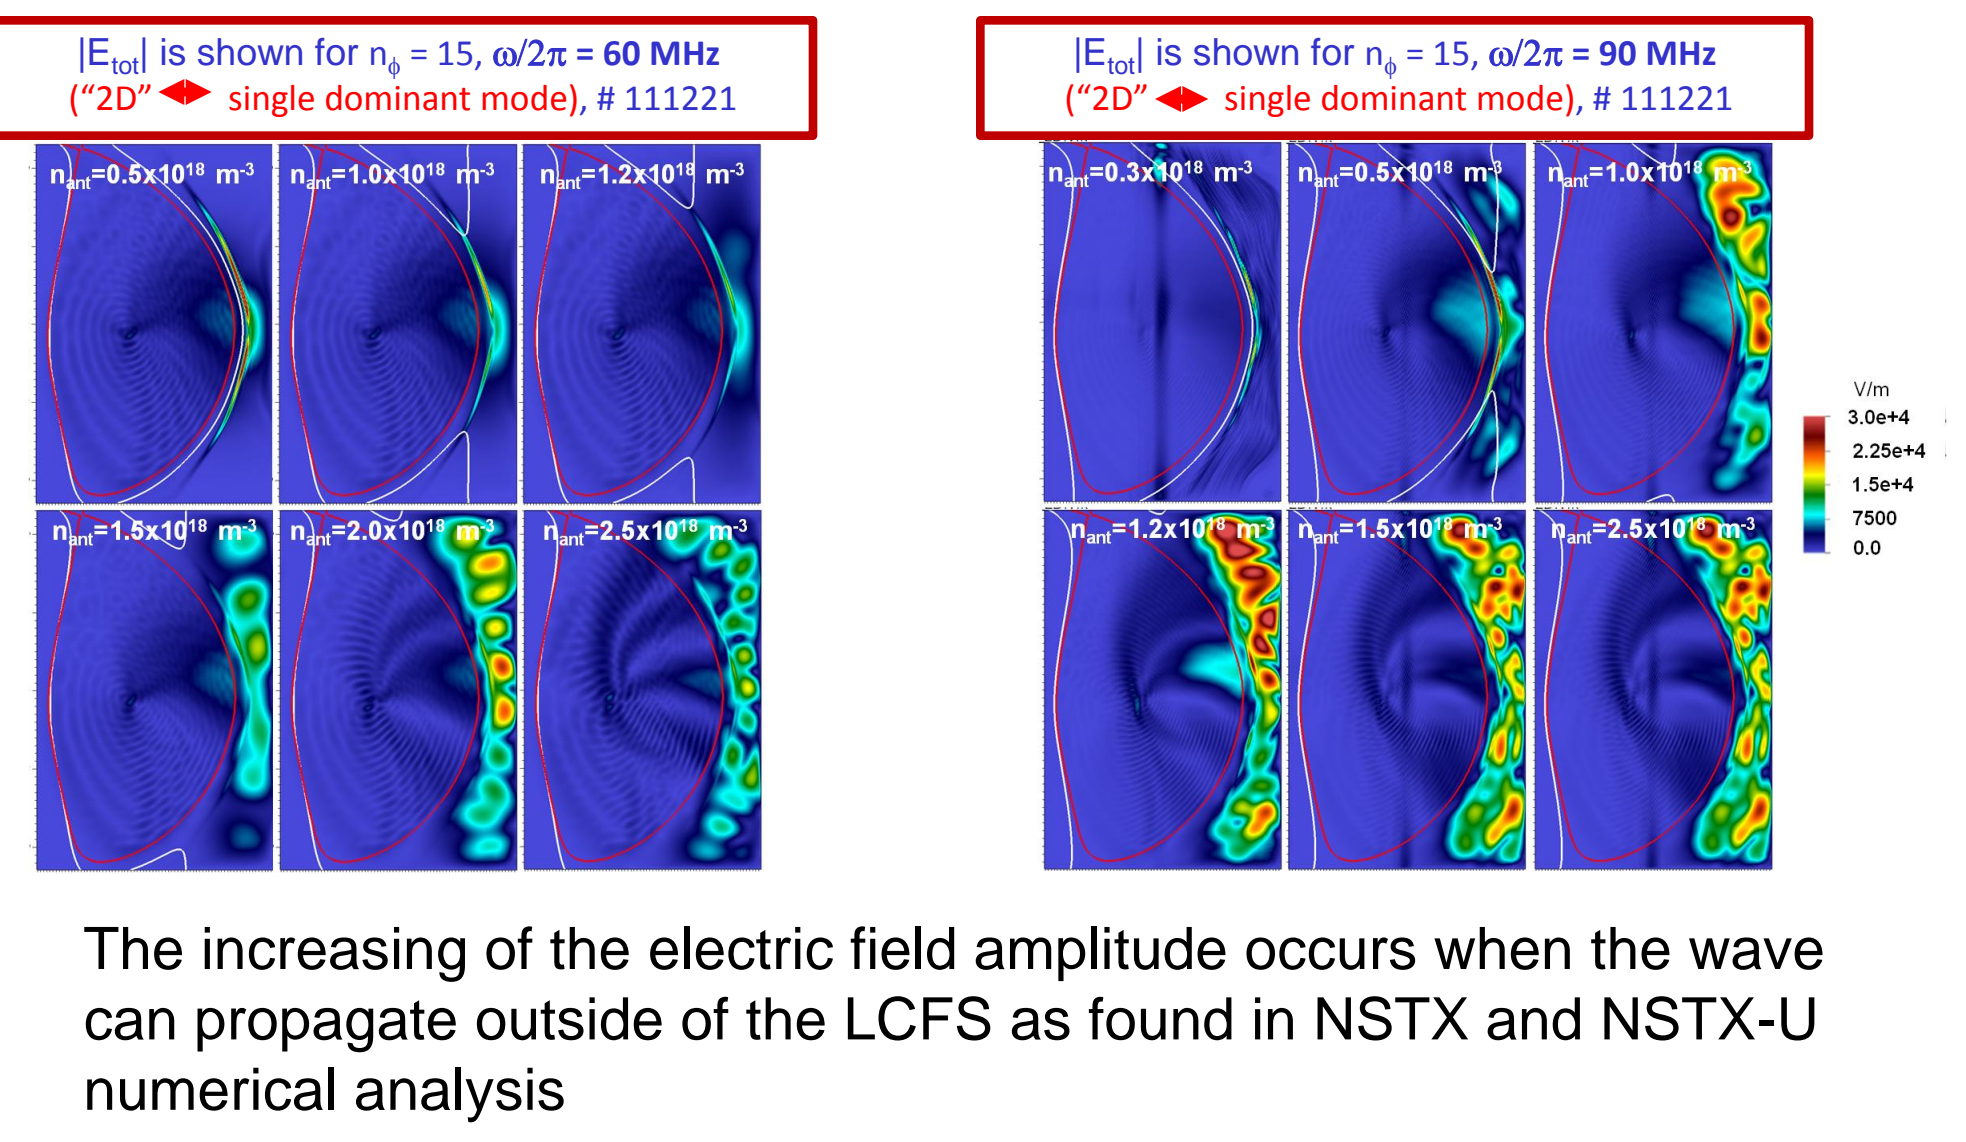 |E_tot| is shown for n_ϕ = 15, ω/2π = 60 MHz
(“2D” ◀▶ single dominant mode), # 111221
n_ant=0.5x10^18 m^-3
n_ant=1.0x10^18 m^-3
n_ant=1.2x10^18 m^-3
n_ant=1.5x10^18 m^-3
n_ant=2.0x10^18 m^-3
n_ant=2.5x10^18 m^-3
|E_tot| is shown for n_ϕ = 15, ω/2π = 90 MHz
(“2D” ◀▶ single dominant mode), # 111221
n_ant=0.3x10^18 m^-3
n_ant=0.5x10^18 m^-3
n_ant=1.0x10^18 m^-3
n_ant=1.2x10^18 m^-3
n_ant=1.5x10^18 m^-3
n_ant=2.5x10^18 m^-3
V/m
3.0e+4
2.25e+4
1.5e+4
7500
0.0
The increasing of the electric field amplitude occurs when the wave
can propagate outside of the LCFS as found in NSTX and NSTX-U
numerical analysis